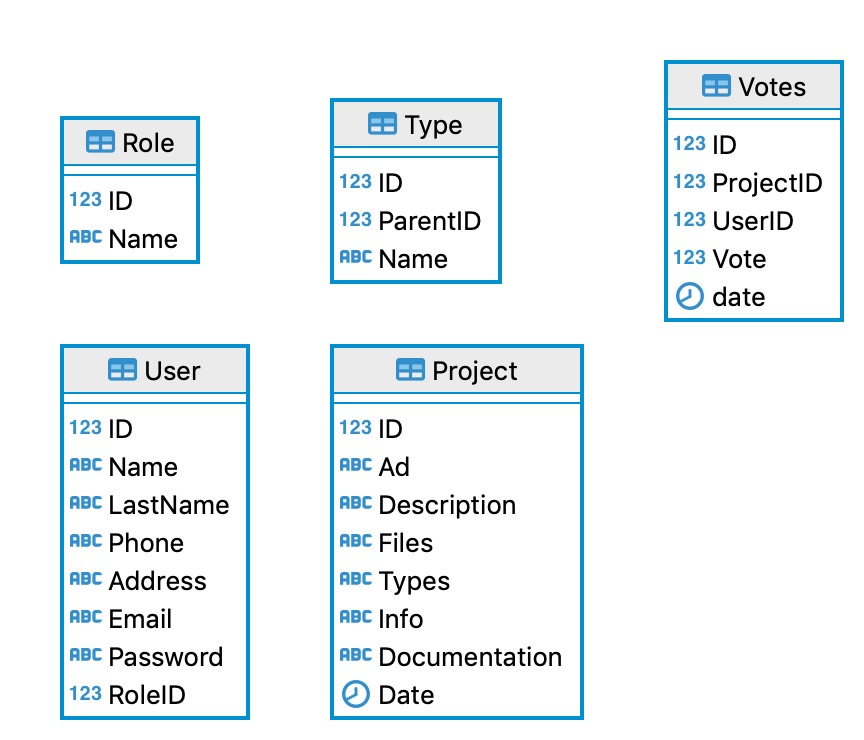 Role
123 ID
ABC Name
Type
123 ID
123 ParentID
ABC Name
Votes
123 ID
123 ProjectID
123 UserID
123 Vote
date
User
123 ID
ABC Name
ABC LastName
ABC Phone
ABC Address
ABC Email
ABC Password
123 RoleID
Project
123 ID
ABC Ad
ABC Description
ABC Files
ABC Types
ABC Info
ABC Documentation
Date